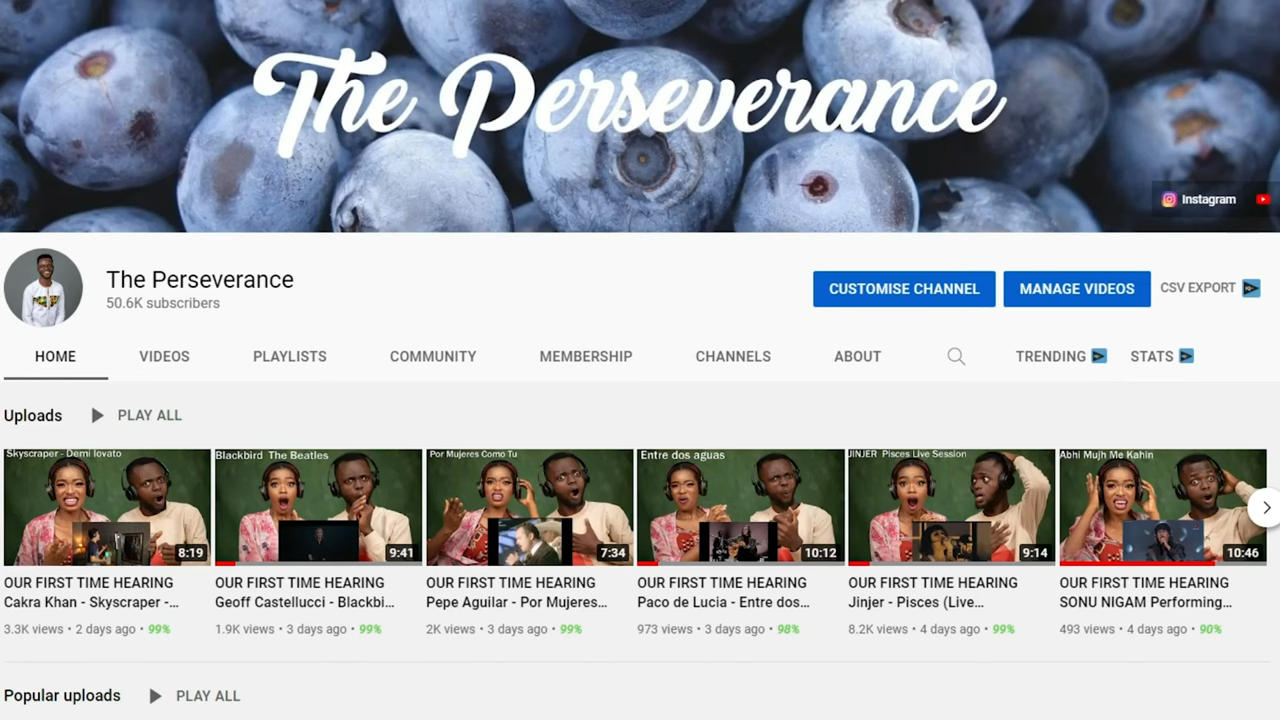 The Perseverance
Instagram
The Perseverance
50.6K subscribers
CUSTOMISE CHANNEL
MANAGE VIDEOS
CSV EXPORT
HOME
VIDEOS
PLAYLISTS
COMMUNITY
MEMBERSHIP
CHANNELS
ABOUT
TRENDING
STATS
Uploads
PLAY ALL
Skyscraper - Demi lovato
8:19
OUR FIRST TIME HEARING
Cakra Khan - Skyscraper -...
3.3K views • 2 days ago • 99%
Blackbird The Beatles
9:41
OUR FIRST TIME HEARING
Geoff Castellucci - Blackbi...
1.9K views • 3 days ago • 99%
Por Mujeres Como Tu
7:34
OUR FIRST TIME HEARING
Pepe Aguilar - Por Mujeres...
2K views • 3 days ago • 99%
Entre dos aguas
10:12
OUR FIRST TIME HEARING
Paco de Lucia - Entre dos...
973 views • 3 days ago • 98%
JINJER Pisces Live Session
9:14
OUR FIRST TIME HEARING
Jinjer - Pisces (Live...
8.2K views • 4 days ago • 99%
Abhi Mujh Me Kahin
10:46
OUR FIRST TIME HEARING
SONU NIGAM Performing...
493 views • 4 days ago • 90%
Popular uploads
PLAY ALL